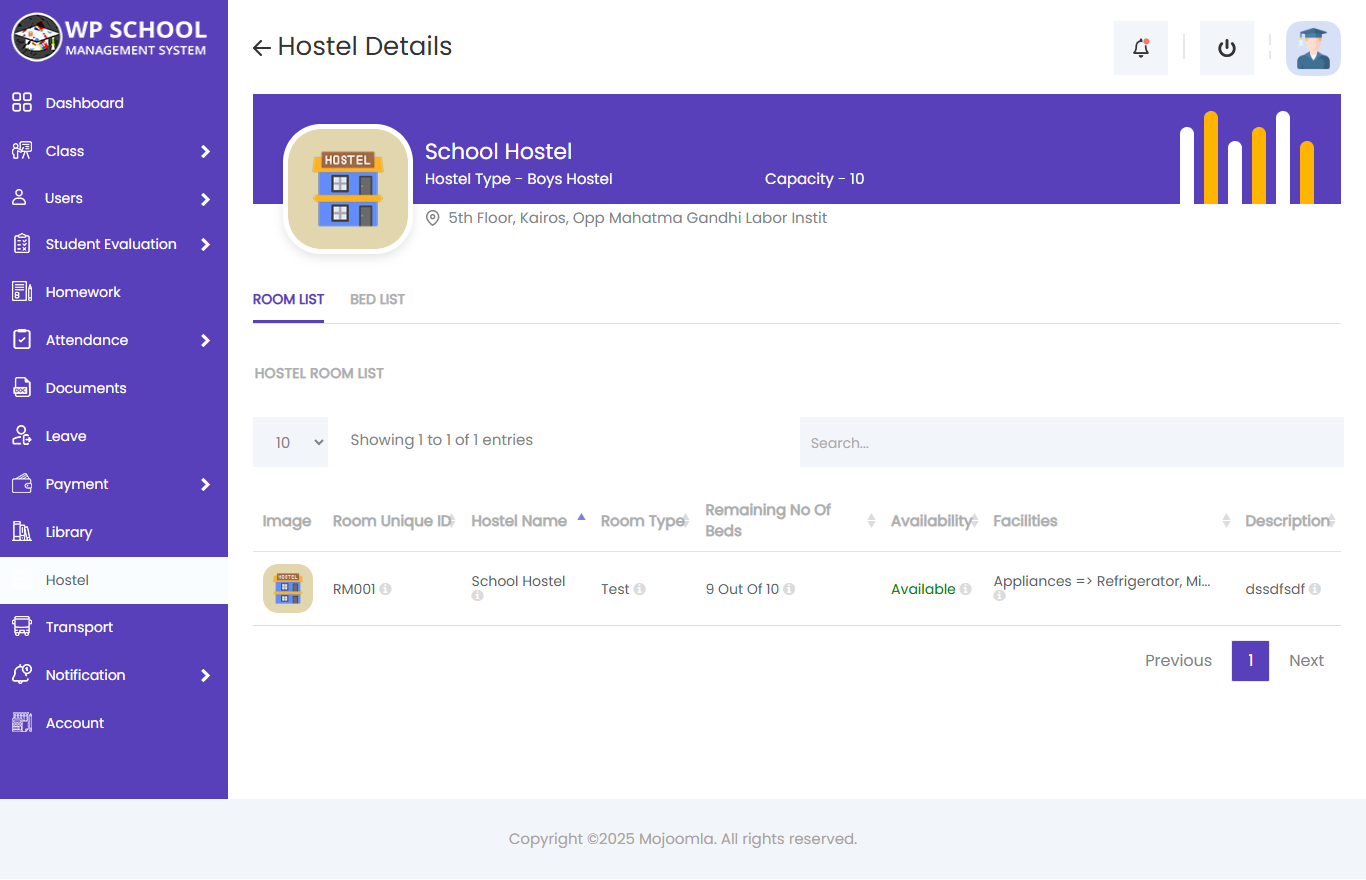 WP SCHOOL
MANAGEMENT SYSTEM
Dashboard
Class
Users
Student Evaluation
Homework
Attendance
Documents
Leave
Payment
Library
Hostel
Transport
Notification
Account
Hostel Details
HOSTEL
School Hostel
Hostel Type - Boys Hostel
Capacity - 10
5th Floor, Kairos, Opp Mahatma Gandhi Labor Instit
ROOM LIST
BED LIST
HOSTEL ROOM LIST
10
Showing 1 to 1 of 1 entries
Search...
Image
Room Unique ID
Hostel Name
Room Type
Remaining No Of
Beds
Availability
Facilities
Description
HOSTEL
RM001
School Hostel
Test
9 Out Of 10
Available
Appliances => Refrigerator, Mi...
dssdfsdf
Previous
1
Next
Copyright ©2025 Mojoomla. All rights reserved.